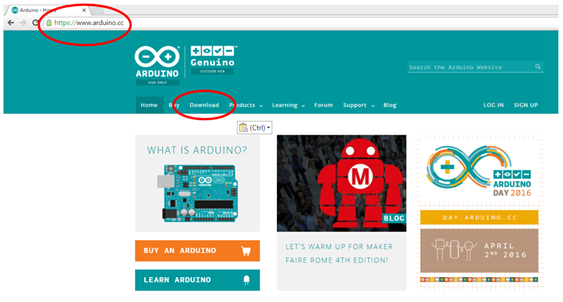 Arduino - Home
https://www.arduino.cc
ARDUINO
USA ONLY
Genuino
OUTSIDE USA
Search the Arduino Website
Home Buy Download Products Learning Forum Support Blog LOG IN SIGN UP
(Ctrl)
WHAT IS ARDUINO?
M
BLOG
ARDUINO
DAY 2016
BUY AN ARDUINO
LEARN ARDUINO
LET'S WARM UP FOR MAKER
FAIRE ROME 4TH EDITION!
DAY.ARDUINO.CC
APRIL
2ND 2016